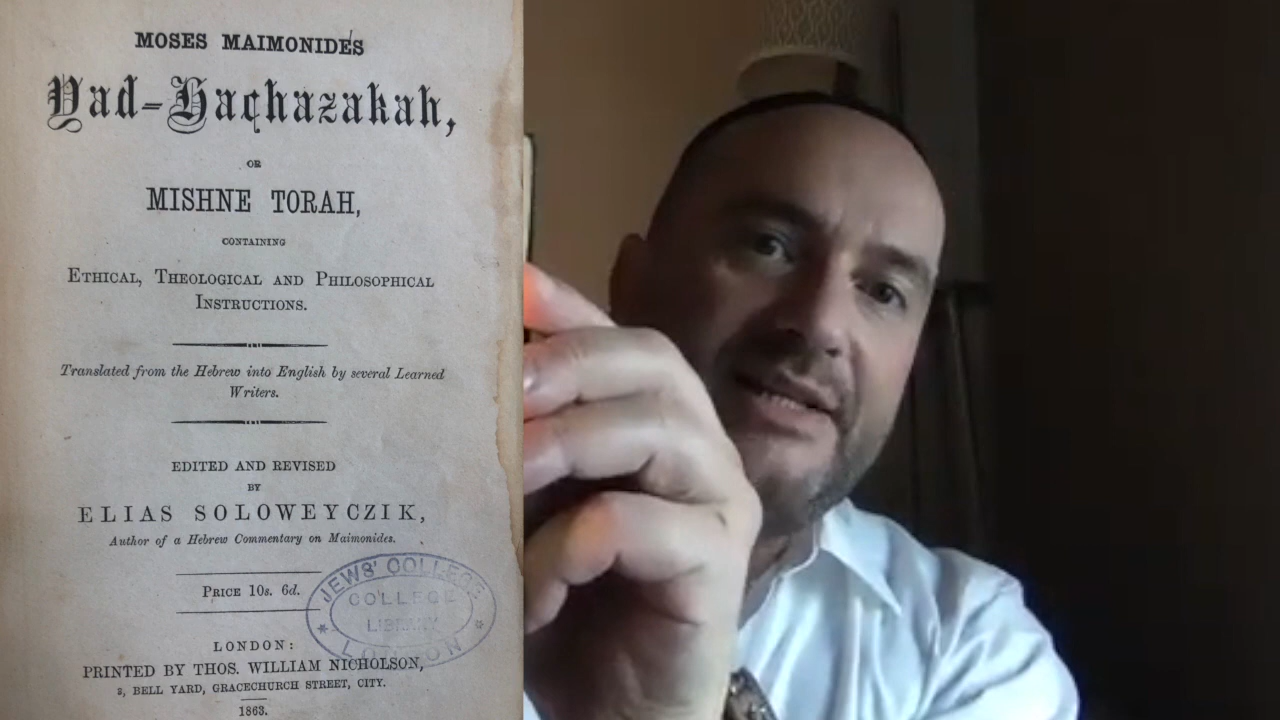 MOSES MAIMONIDES
Yad-Hachazakah,
OR
MISHNE TORAH,
CONTAINING
ETHICAL, THEOLOGICAL AND PHILOSOPHICAL
INSTRUCTIONS.
Translated from the Hebrew into English by several Learned
Writers.
EDITED AND REVISED
BY
ELIAS SOLOWEYCZIK,
Author of a Hebrew Commentary on Maimonides.
PRICE 10s. 6d.
JEWS' COLLEGE
COLLEGE
LIBRARY
LONDON
LONDON:
PRINTED BY THOS. WILLIAM NICHOLSON,
8, BELL YARD, GRACECHURCH STREET, CITY.
1863.